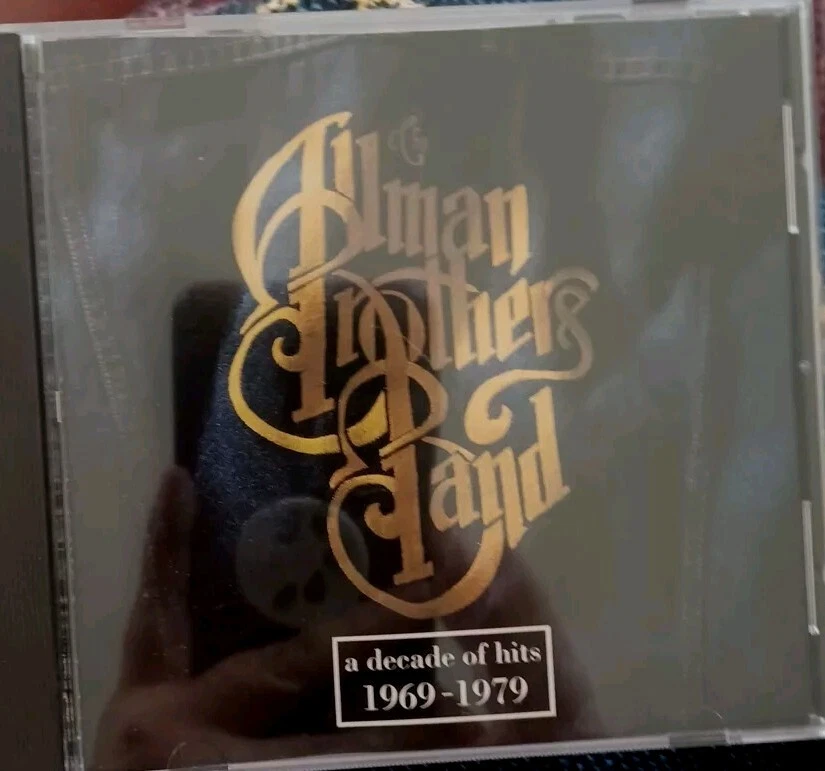 Allman
Brothers
Band
a decade of hits
1969-1979